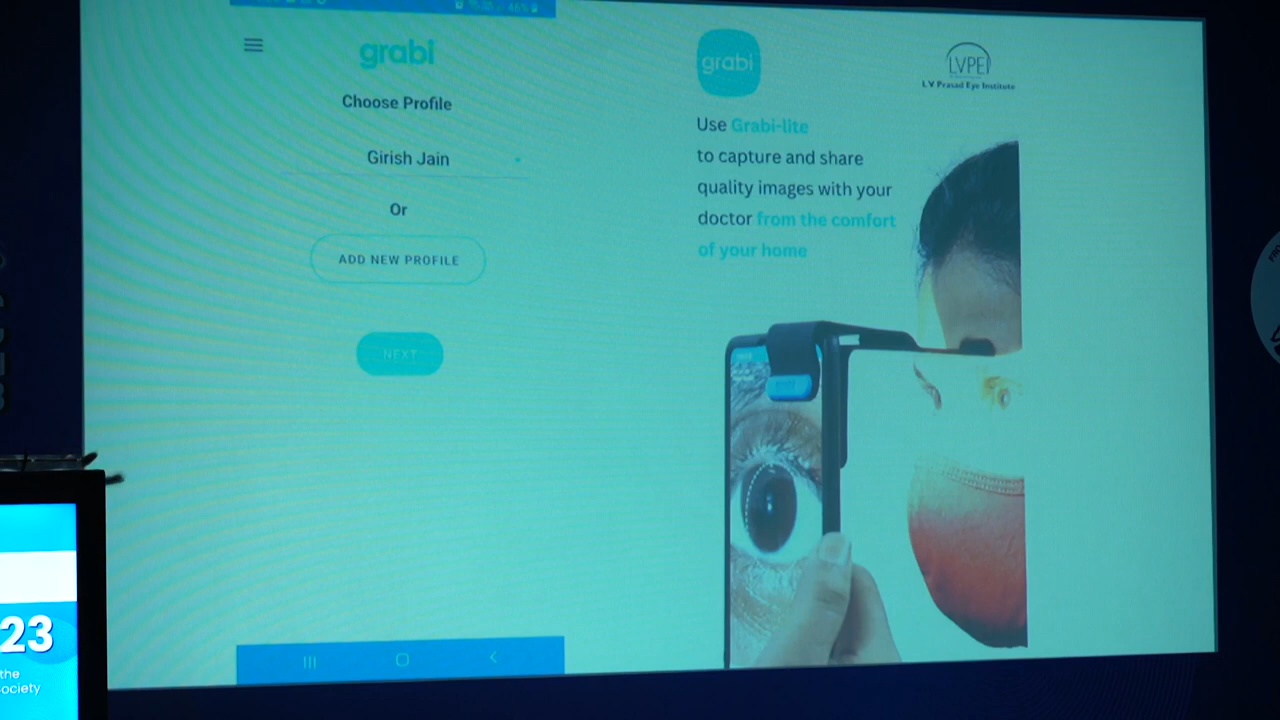 46%
grabi
Choose Profile
Girish Jain
Or
ADD NEW PROFILE
NEXT
grabi
LVPEI
L V Prasad Eye Institute
Use Grabi-lite
to capture and share
quality images with your
doctor from the comfort
of your home
23
the
ociety